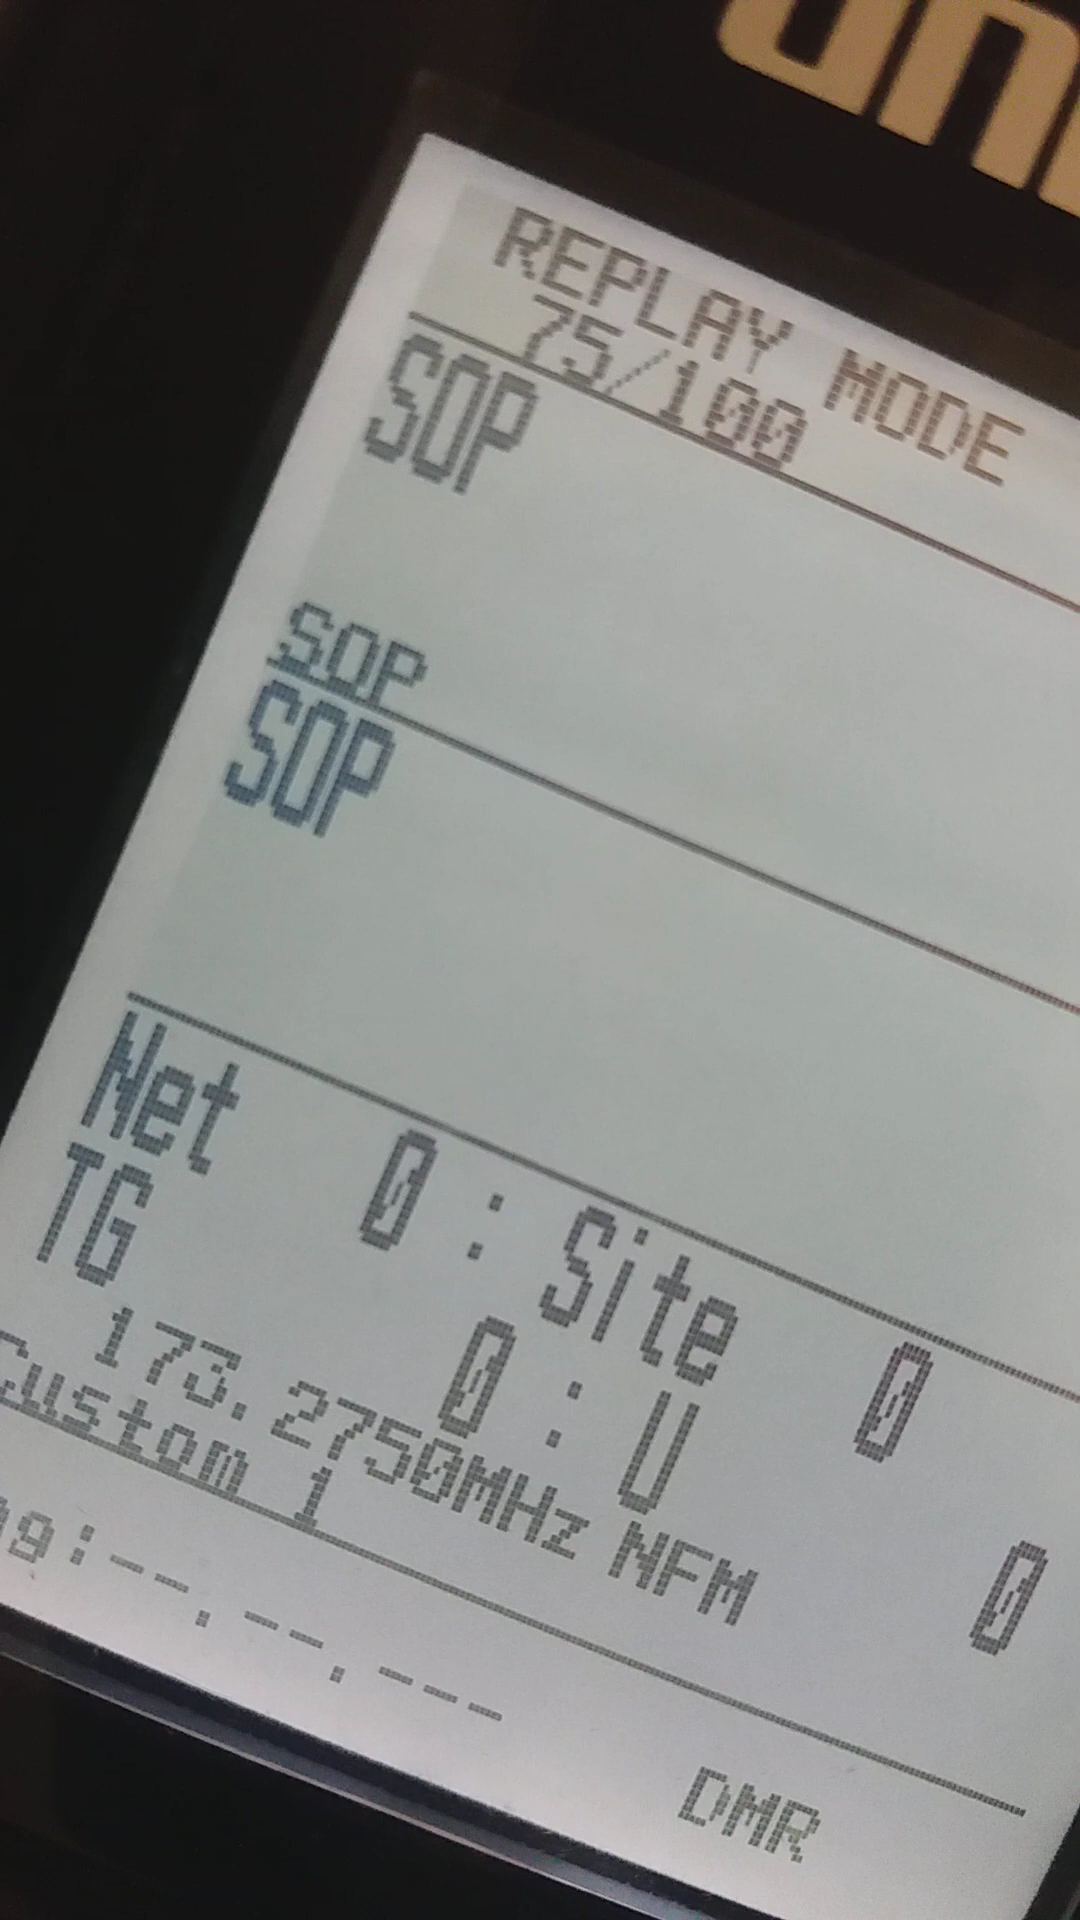 REPLAY MODE
75/100
SOP
SOP
SOP
Net 0 : Site 0
TG 0 : U 0
173.2750MHz NFM
Custom 1
--.--.---
DMR